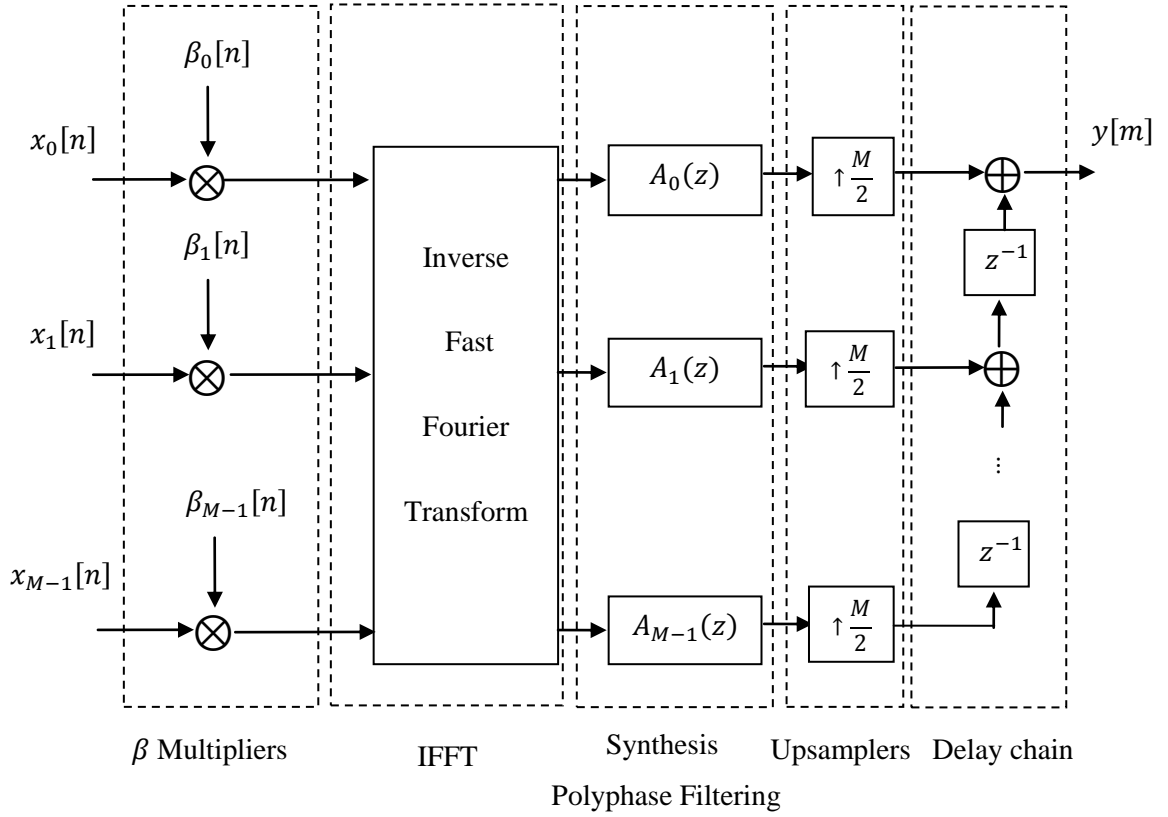 β₀[n]
x₀[n]
y[m]
A₀(z)
↑ M/2
β₁[n]
z⁻¹
Inverse
x₁[n]
Fast
A₁(z)
↑ M/2
Fourier
...
β_{M−1}[n]
Transform
z⁻¹
x_{M−1}[n]
A_{M−1}(z)
↑ M/2
β Multipliers
IFFT
Synthesis
Polyphase Filtering
Upsamplers
Delay chain